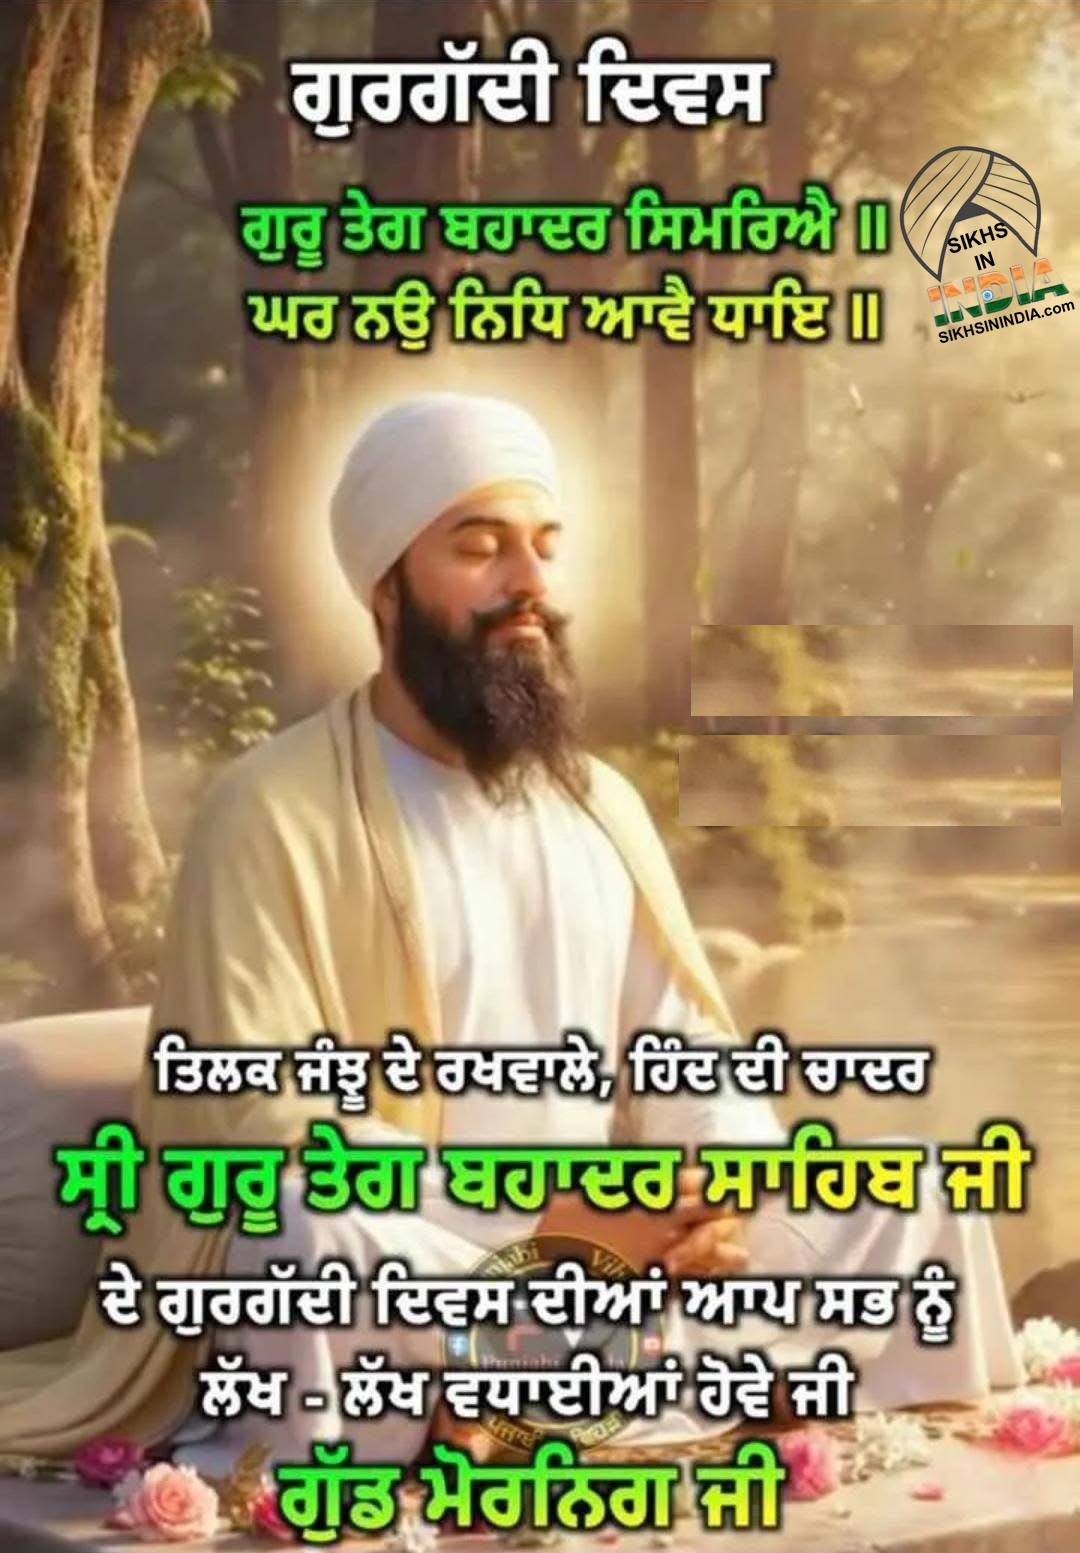 ਗੁਰਗੱਦੀ ਦਿਵਸ
ਗੁਰੂ ਤੇਗ ਬਹਾਦਰ ਸਿਮਰਿਐ ॥
ਘਰ ਨਉ ਨਿਧਿ ਆਵੈ ਧਾਇ ॥
SIKHS
IN
INDIA
SIKHSININDIA.com
ਤਿਲਕ ਜੰਝੂ ਦੇ ਰਖਵਾਲੇ, ਹਿੰਦ ਦੀ ਚਾਦਰ
ਸ੍ਰੀ ਗੁਰੂ ਤੇਗ ਬਹਾਦਰ ਸਾਹਿਬ ਜੀ
ਦੇ ਗੁਰਗੱਦੀ ਦਿਵਸ ਦੀਆਂ ਆਪ ਸਭ ਨੂੰ
ਲੱਖ - ਲੱਖ ਵਧਾਈਆਂ ਹੋਵੇ ਜੀ
ਗੁੱਡ ਮੋਰਨਿਗ ਜੀ